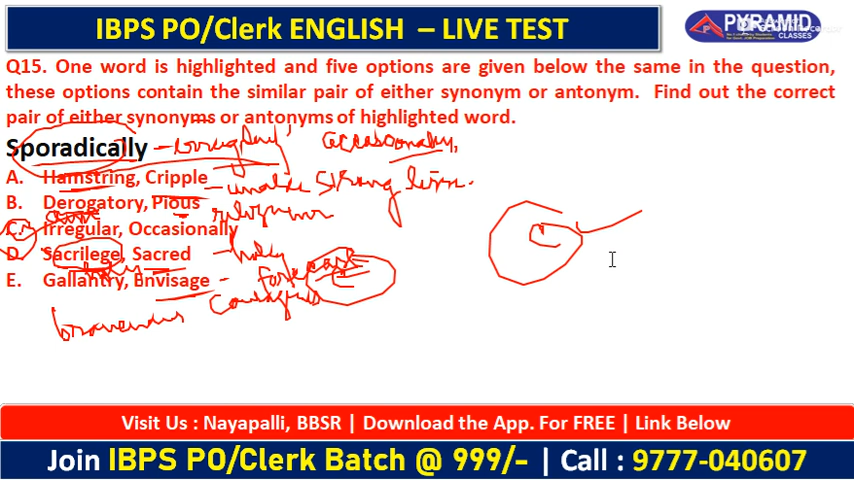 IBPS PO/Clerk ENGLISH – LIVE TEST
PYRAMID
CLASSES
Q15. One word is highlighted and five options are given below the same in the question,
these options contain the similar pair of either synonym or antonym. Find out the correct
pair of either synonyms or antonyms of highlighted word.
Sporadically
occasionally,
A. Hamstring, Cripple
B. Derogatory, Pious
C. Irregular, Occasionally
D. Sacrilege, Sacred
holy
E. Gallantry, Envisage
forecast
C
C
Visit Us : Nayapalli, BBSR | Download the App. For FREE | Link Below
Join IBPS PO/Clerk Batch @ 999/- | Call : 9777-040607